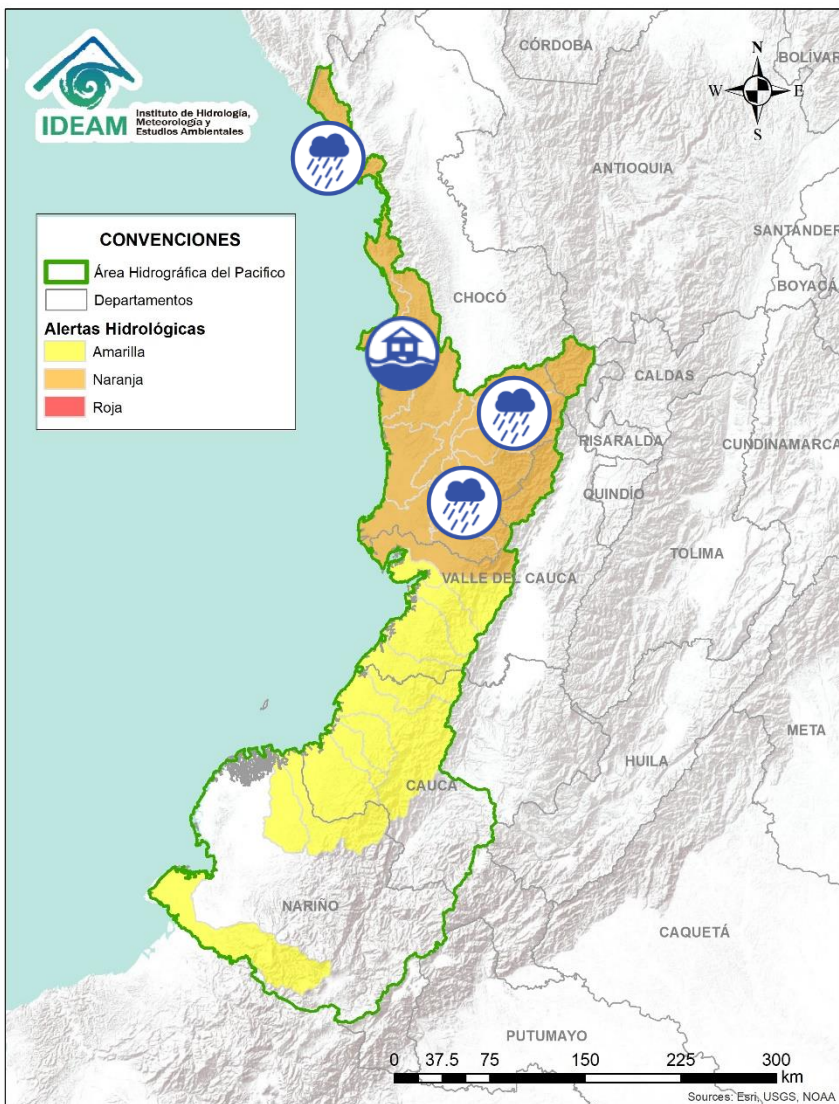 CÓRDOBA
BOLÍVAR
N
W
E
S
IDEAM
Instituto de Hidrología,
Meteorología y
Estudios Ambientales
ANTIOQUIA
SANTANDER
BOYACÁ
CONVENCIONES
Área Hidrográfica del Pacifico
Departamentos
Alertas Hidrológicas
Amarilla
Naranja
Roja
CHOCÓ
CALDAS
RISARALDA
CUNDINAMARCA
QUINDÍO
TOLIMA
VALLE DEL CAUCA
META
HUILA
CAUCA
NARIÑO
CAQUETÁ
PUTUMAYO
0 37.5 75 150 225 300
km
Sources: Esri, USGS, NOAA